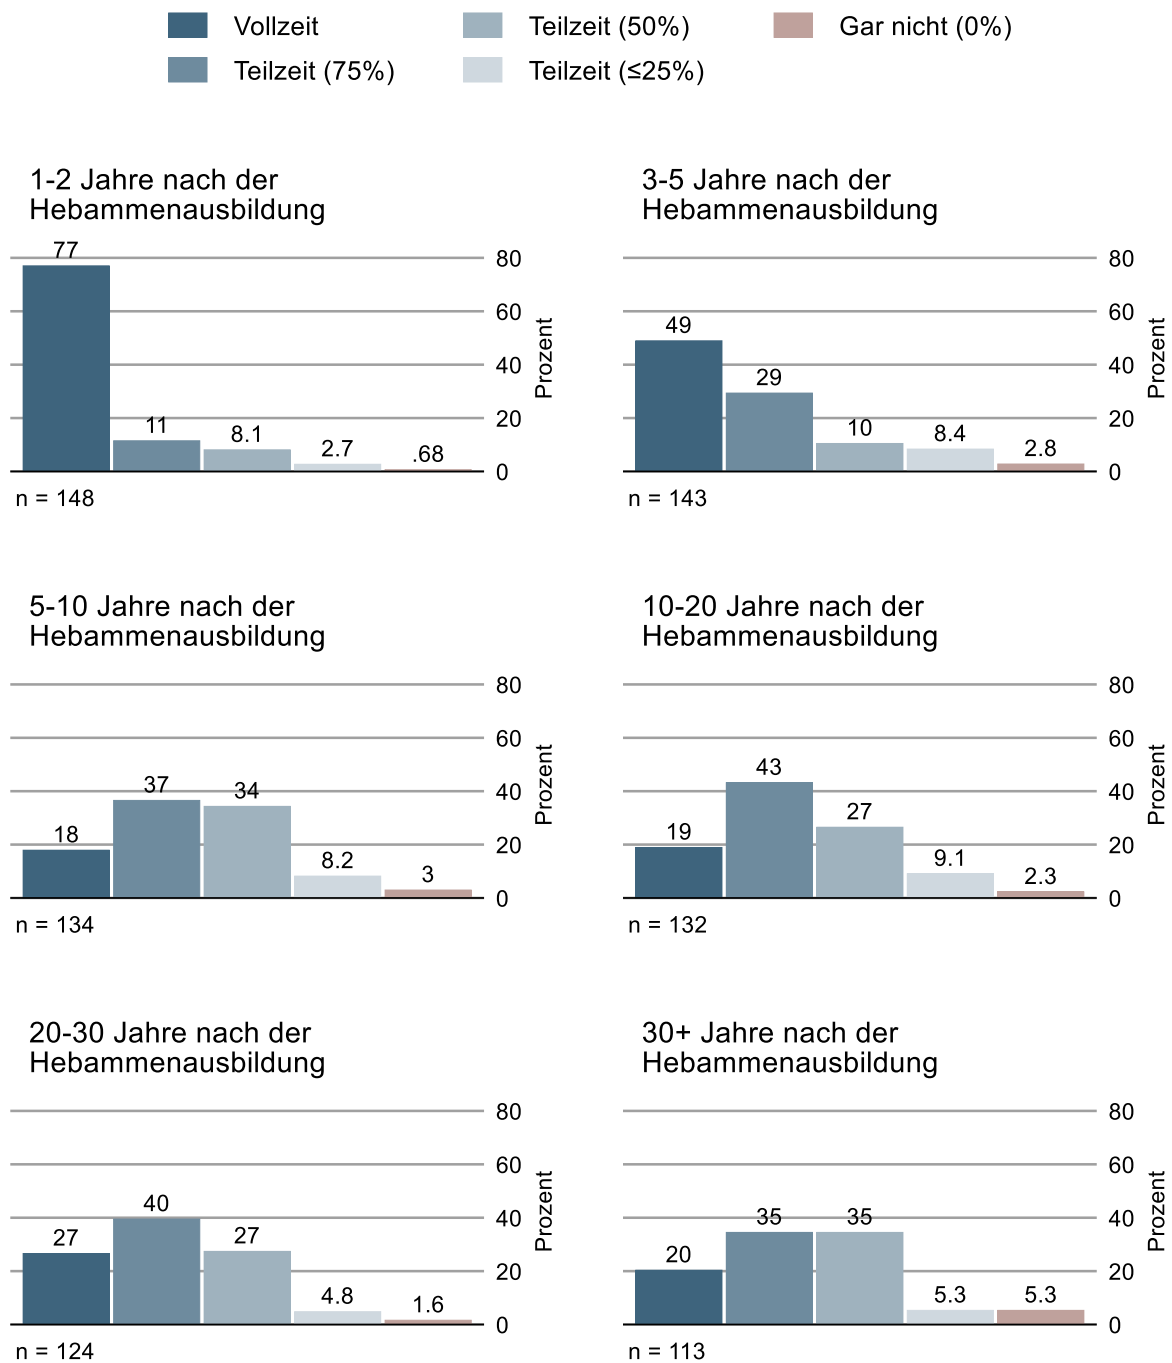 Vollzeit
Teilzeit (50%)
Gar nicht (0%)
Teilzeit (75%)
Teilzeit (≤25%)
1-2 Jahre nach der
Hebammenausbildung
77
11
8.1
2.7
.68
80
60
40
20
0
Prozent
n = 148
3-5 Jahre nach der
Hebammenausbildung
49
29
10
8.4
2.8
80
60
40
20
0
Prozent
n = 143
5-10 Jahre nach der
Hebammenausbildung
18
37
34
8.2
3
80
60
40
20
0
Prozent
n = 134
10-20 Jahre nach der
Hebammenausbildung
19
43
27
9.1
2.3
80
60
40
20
0
Prozent
n = 132
20-30 Jahre nach der
Hebammenausbildung
27
40
27
4.8
1.6
80
60
40
20
0
Prozent
n = 124
30+ Jahre nach der
Hebammenausbildung
20
35
35
5.3
5.3
80
60
40
20
0
Prozent
n = 113